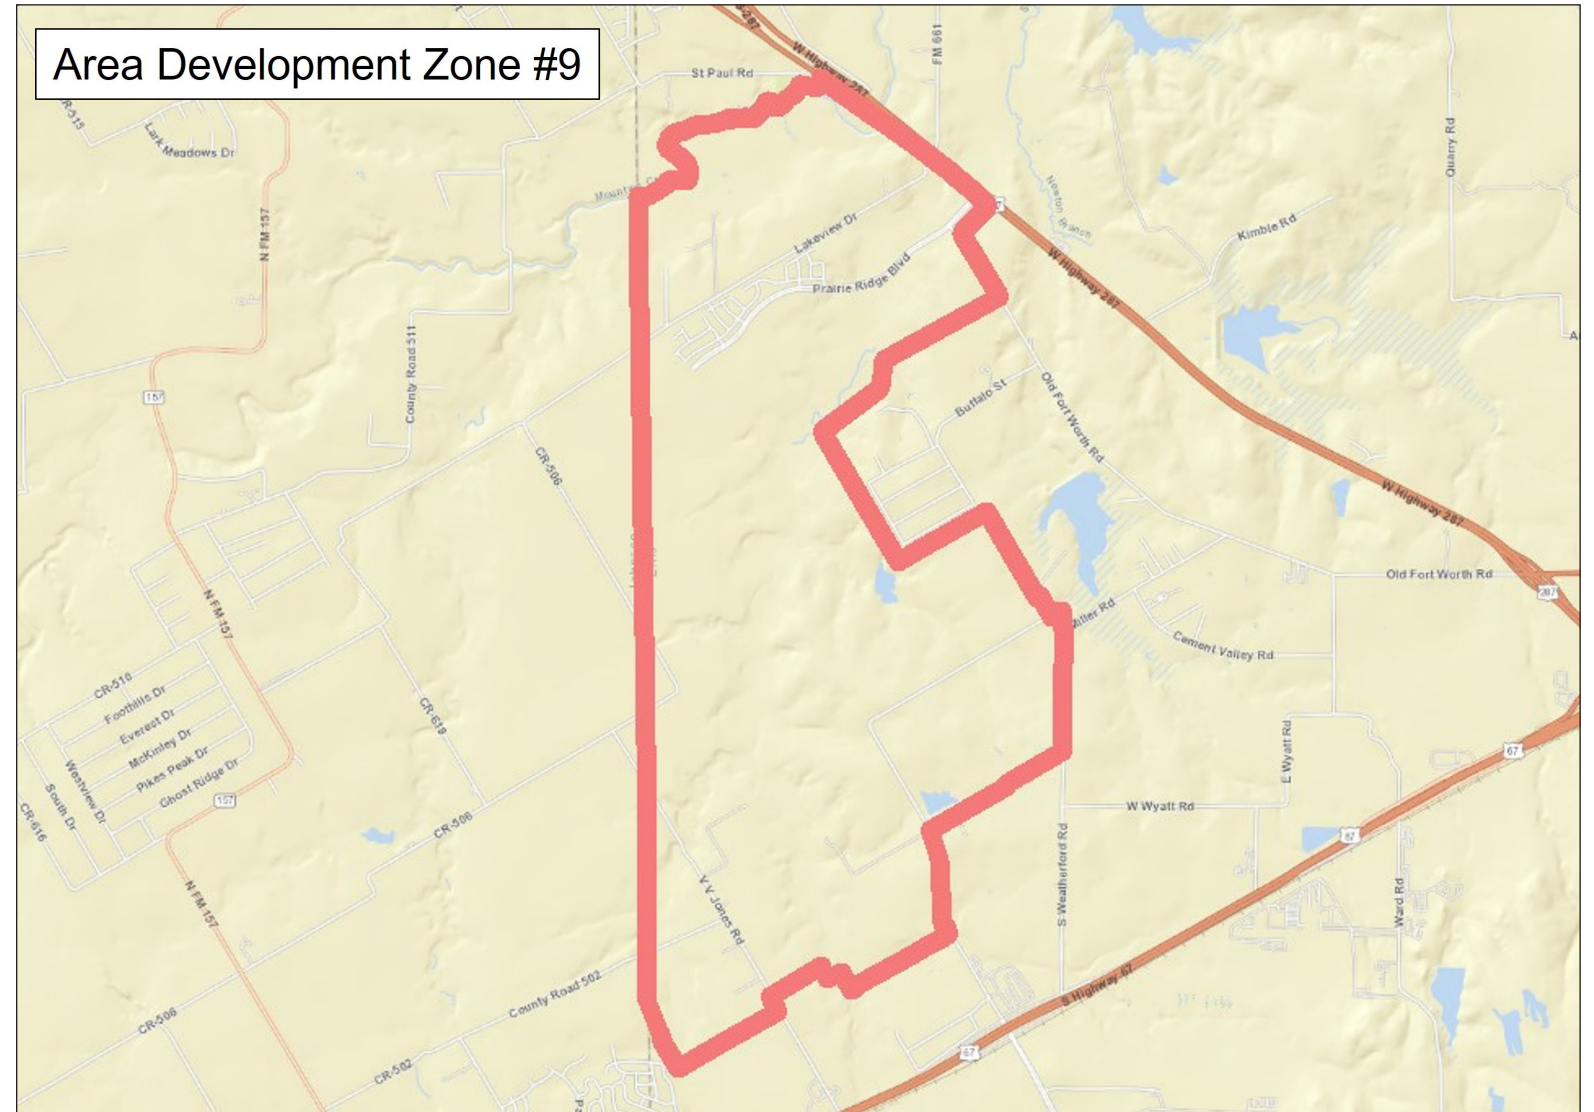 Area Development Zone #9
W Highway 287
St Paul Rd
FM 661
Lark Meadows Dr
Quarry Rd
N FM 157
Lakeview Dr
Newton Branch
Kimble Rd
W Highway 287
Prairie Ridge Blvd
County Road 511
157
Buffalo St
Old Fort Worth Rd
CR-506
W Highway 287
Old Fort Worth Rd
287
N FM 157
Cement Valley Rd
CR-510
Foothills Dr
Everest Dr
McKinley Dr
Pikes Peak Dr
Ghost Ridge Dr
Westview Dr
South Dr
CR-616
CR-619
E Wyatt Rd
67
157
W Wyatt Rd
CR-506
67
V V Jones Rd
S Weatherford Rd
Ward Rd
N FM 157
County Road 502
S Highway 67
CR-506
67
CR-502